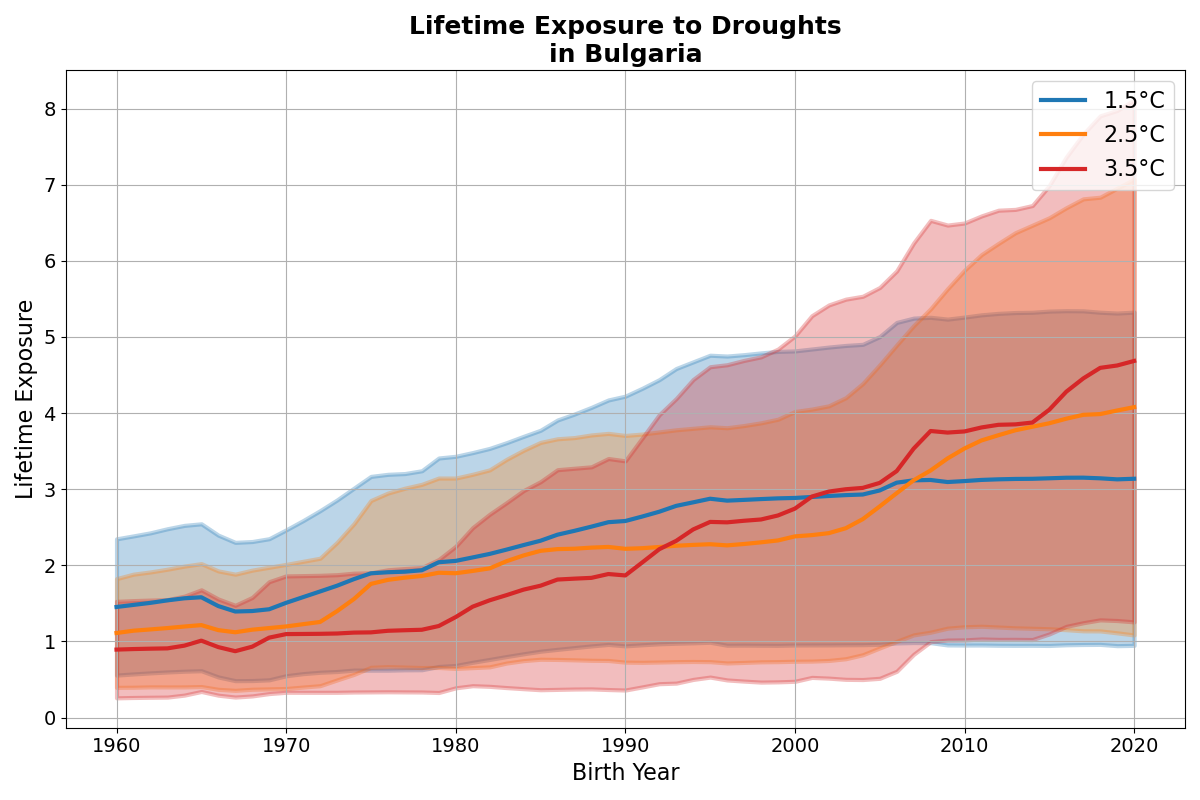 Lifetime Exposure to Droughts
in Bulgaria
1.5°C
2.5°C
3.5°C
Lifetime Exposure
8
7
6
5
4
3
2
1
0
1960 1970 1980 1990 2000 2010 2020
Birth Year